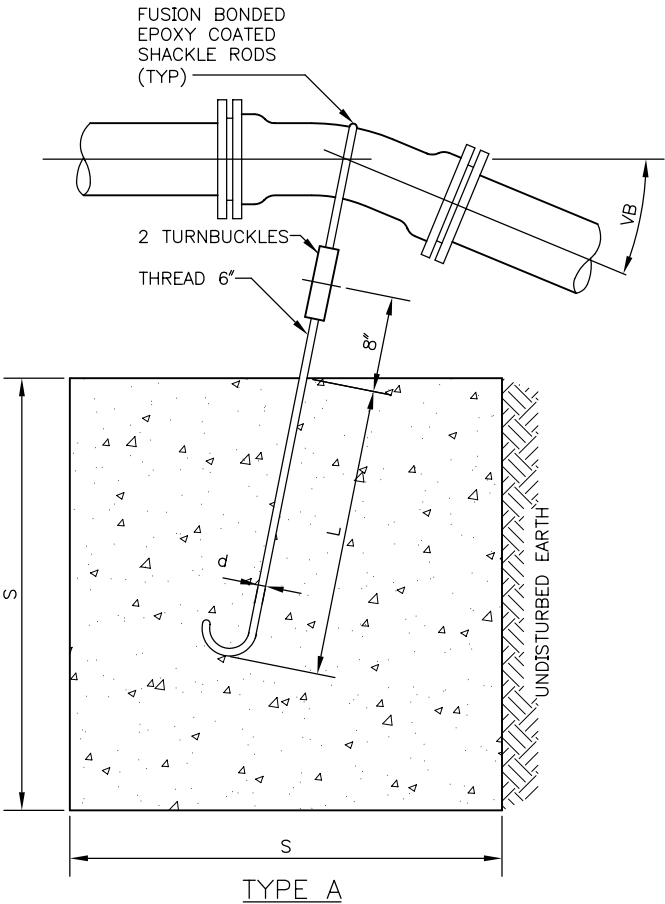 FUSION BONDED
EPOXY COATED
SHACKLE RODS
(TYP)
VB
2 TURNBUCKLES
THREAD 6"
8"
L
d
S
UNDISTURBED EARTH
S
TYPE A